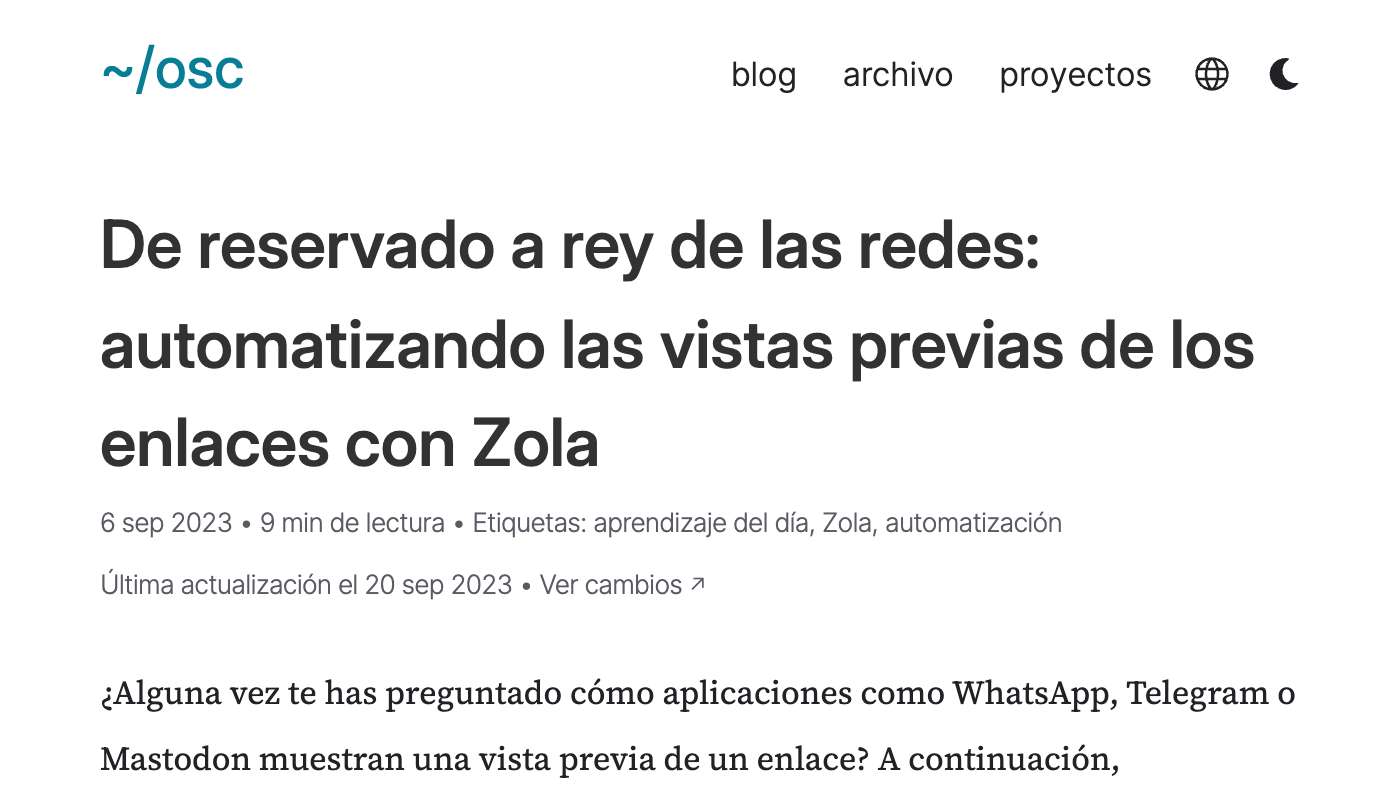 ~/osc
blog archivo proyectos
De reservado a rey de las redes:
automatizando las vistas previas de los
enlaces con Zola
6 sep 2023 • 9 min de lectura • Etiquetas: aprendizaje del día, Zola, automatización
Última actualización el 20 sep 2023 • Ver cambios ↗
¿Alguna vez te has preguntado cómo aplicaciones como WhatsApp, Telegram o
Mastodon muestran una vista previa de un enlace? A continuación,